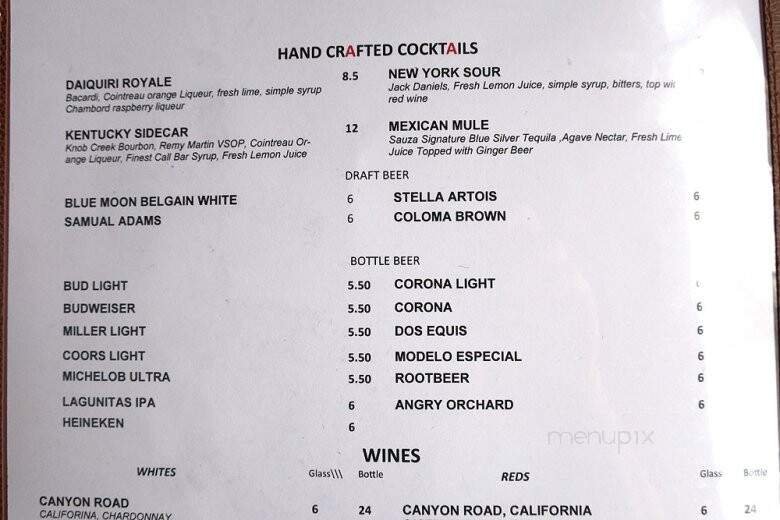 HAND CRAFTED COCKTAILS
DAIQUIRI ROYALE 8.5
Bacardi, Cointreau orange Liqueur, fresh lime, simple syrup
Chambord raspberry liqueur
NEW YORK SOUR
Jack Daniels, Fresh Lemon Juice, simple syrup, bitters, top
red wine
KENTUCKY SIDECAR 12
Knob Creek Bourbon, Remy Martin VSOP, Cointreau Or-
ange Liqueur, Finest Call Bar Syrup, Fresh Lemon Juice
MEXICAN MULE
Sauza Signature Blue Silver Tequila ,Agave Nectar, Fresh Lime
Juice Topped with Ginger Beer
DRAFT BEER
BLUE MOON BELGAIN WHITE 6 STELLA ARTOIS 6
SAMUAL ADAMS 6 COLOMA BROWN 6
BOTTLE BEER
BUD LIGHT 5.50 CORONA LIGHT
BUDWEISER 5.50 CORONA 6
MILLER LIGHT 5.50 DOS EQUIS 6
COORS LIGHT 5.50 MODELO ESPECIAL 6
MICHELOB ULTRA 5.50 ROOTBEER 6
LAGUNITAS IPA 6 ANGRY ORCHARD 6
HEINEKEN 6
menupix
WINES
WHITES Glass\\\ Bottle REDS Glass Bottle
CANYON ROAD 6 24 CANYON ROAD, CALIFORNIA 6 24
CALIFORINA, CHARDONNAY